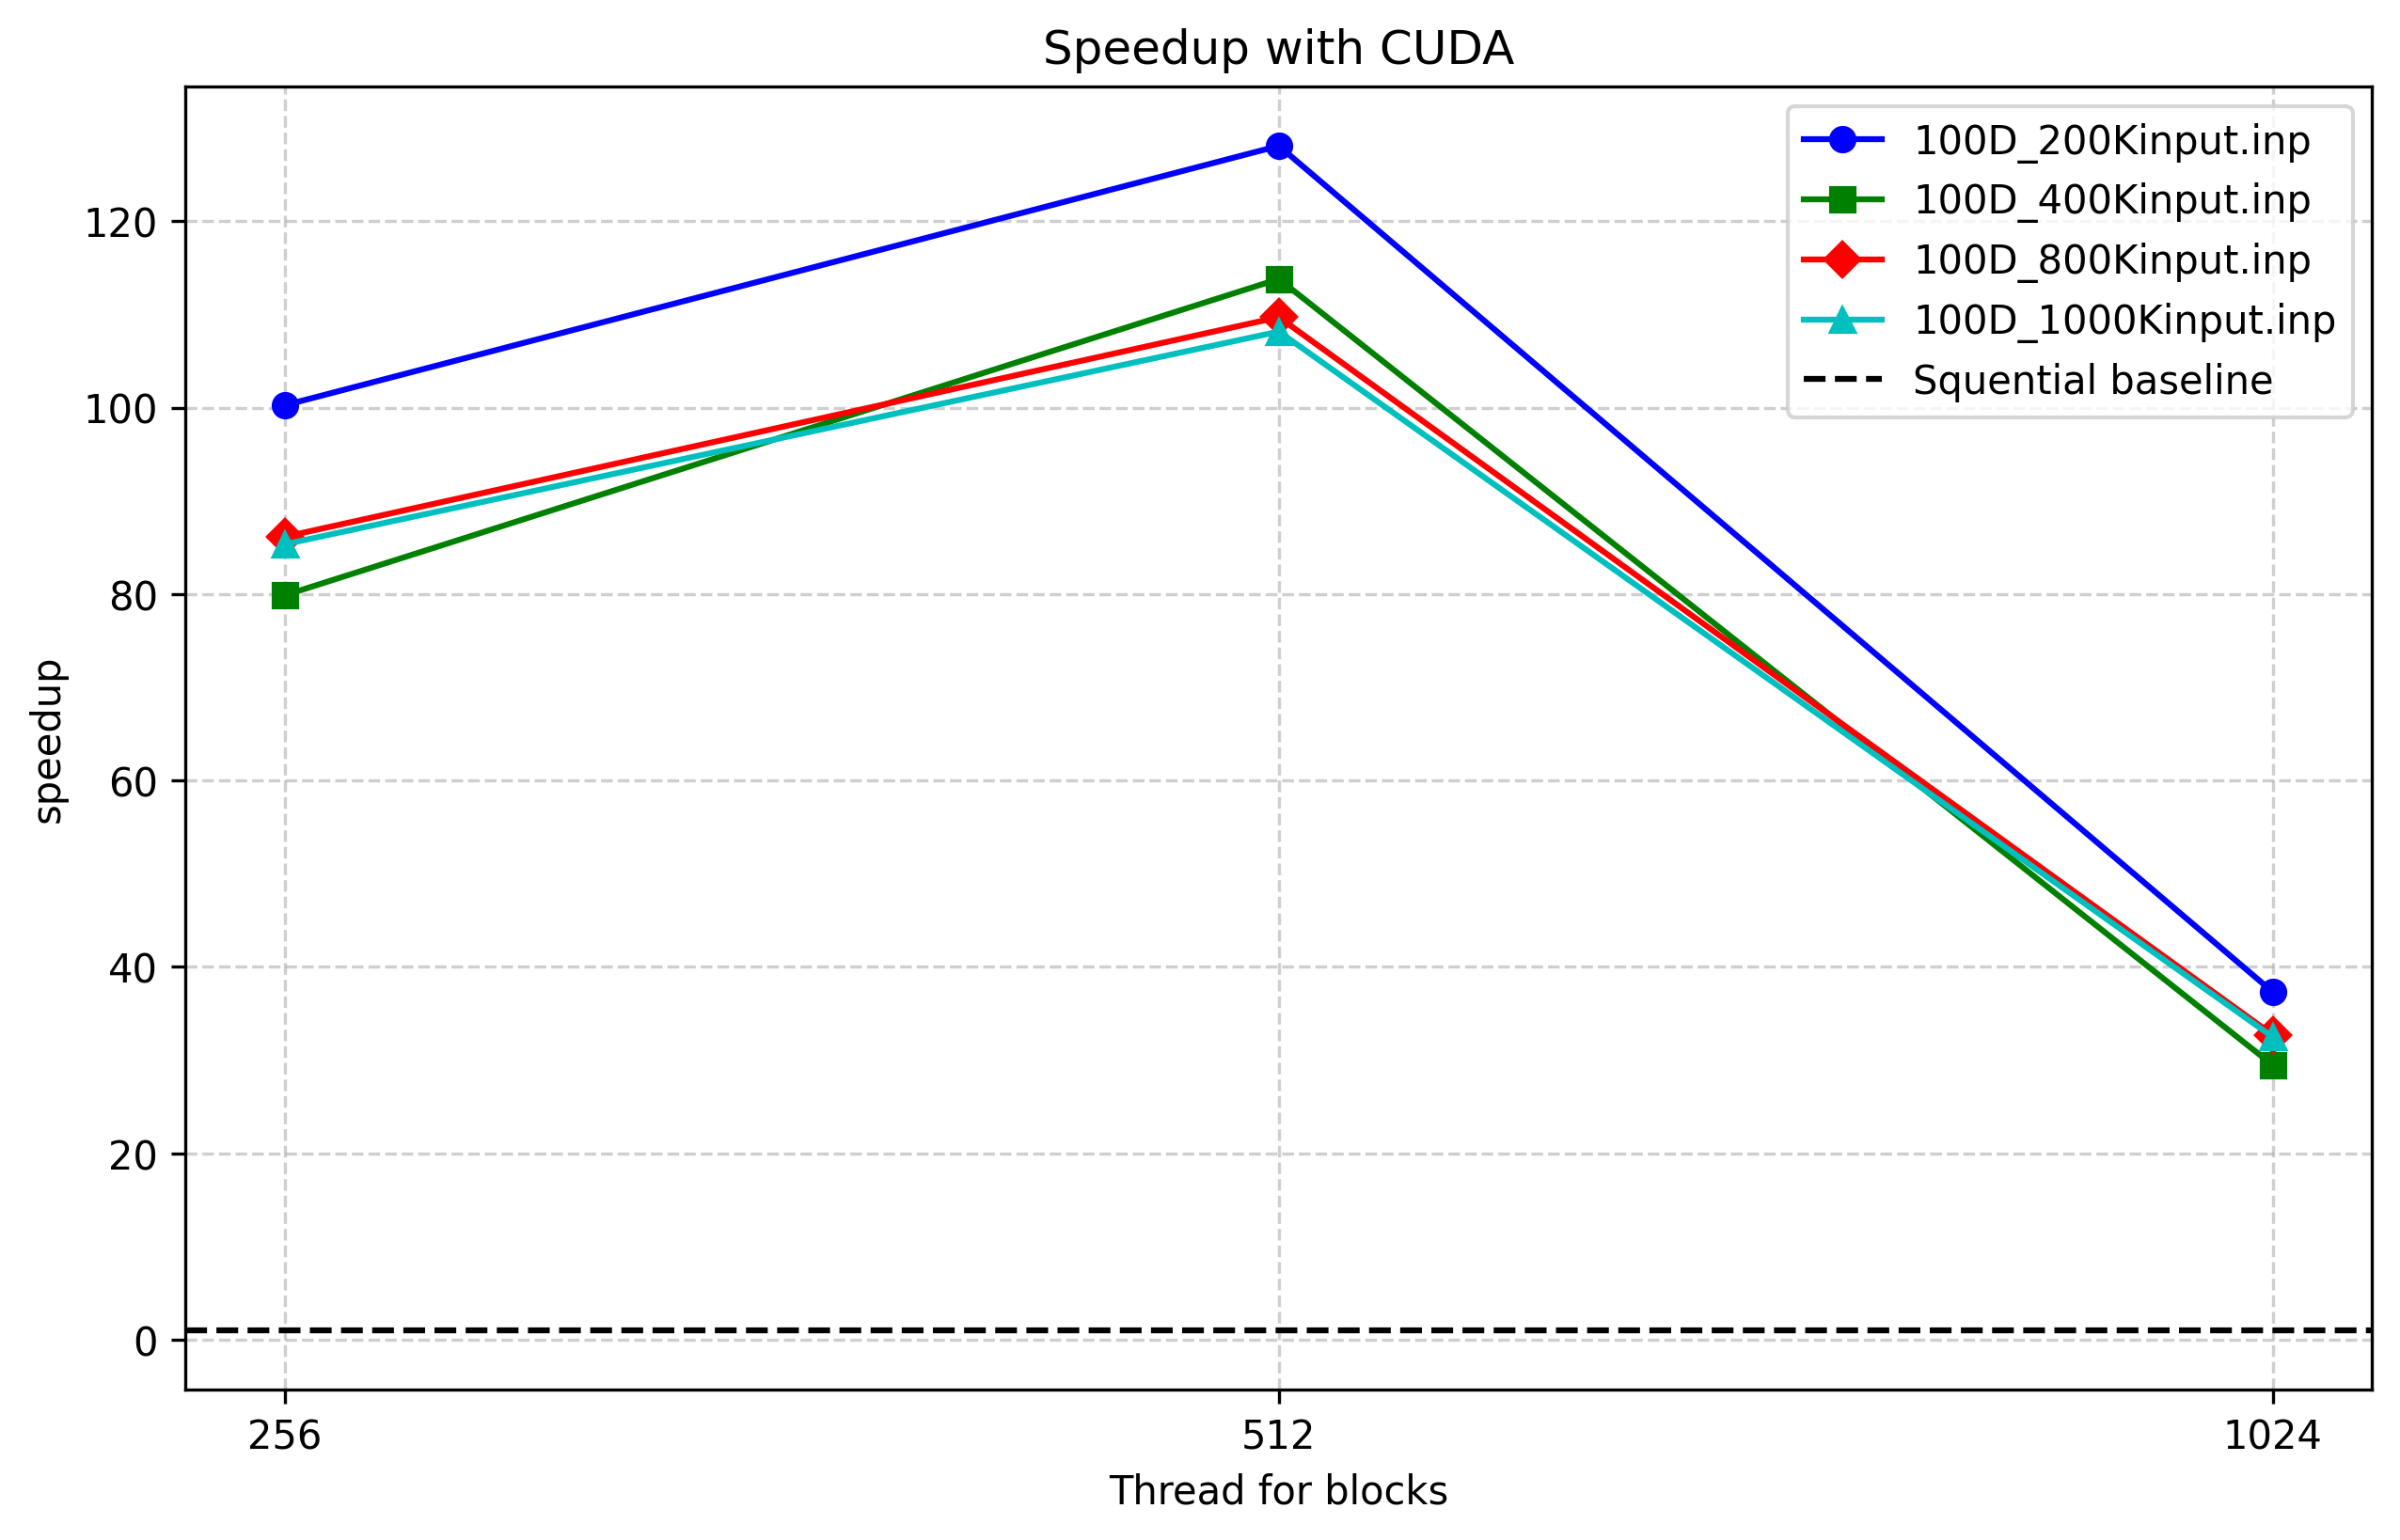 Speedup with CUDA
100D_200Kinput.inp
100D_400Kinput.inp
100D_800Kinput.inp
100D_1000Kinput.inp
Squential baseline
speedup
120
100
80
60
40
20
0
256 512 1024
Thread for blocks